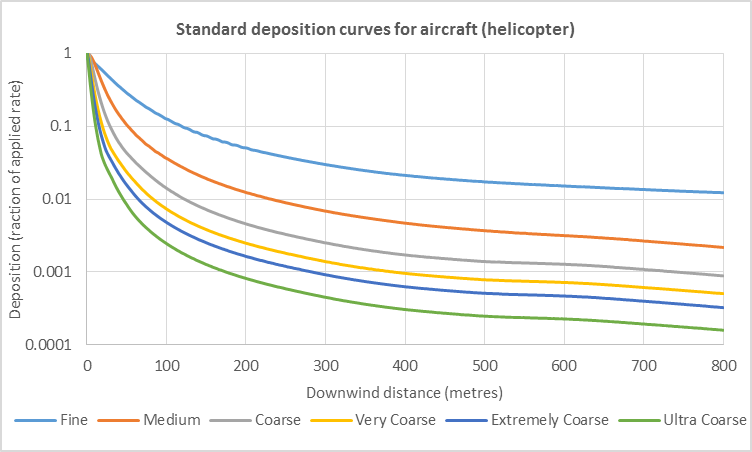 Standard deposition curves for aircraft (helicopter)
Deposition (fraction of applied rate)
1
0.1
0.01
0.001
0.0001
0 100 200 300 400 500 600 700 800
Downwind distance (metres)
Fine Medium Coarse Very Coarse Extremely Coarse Ultra Coarse